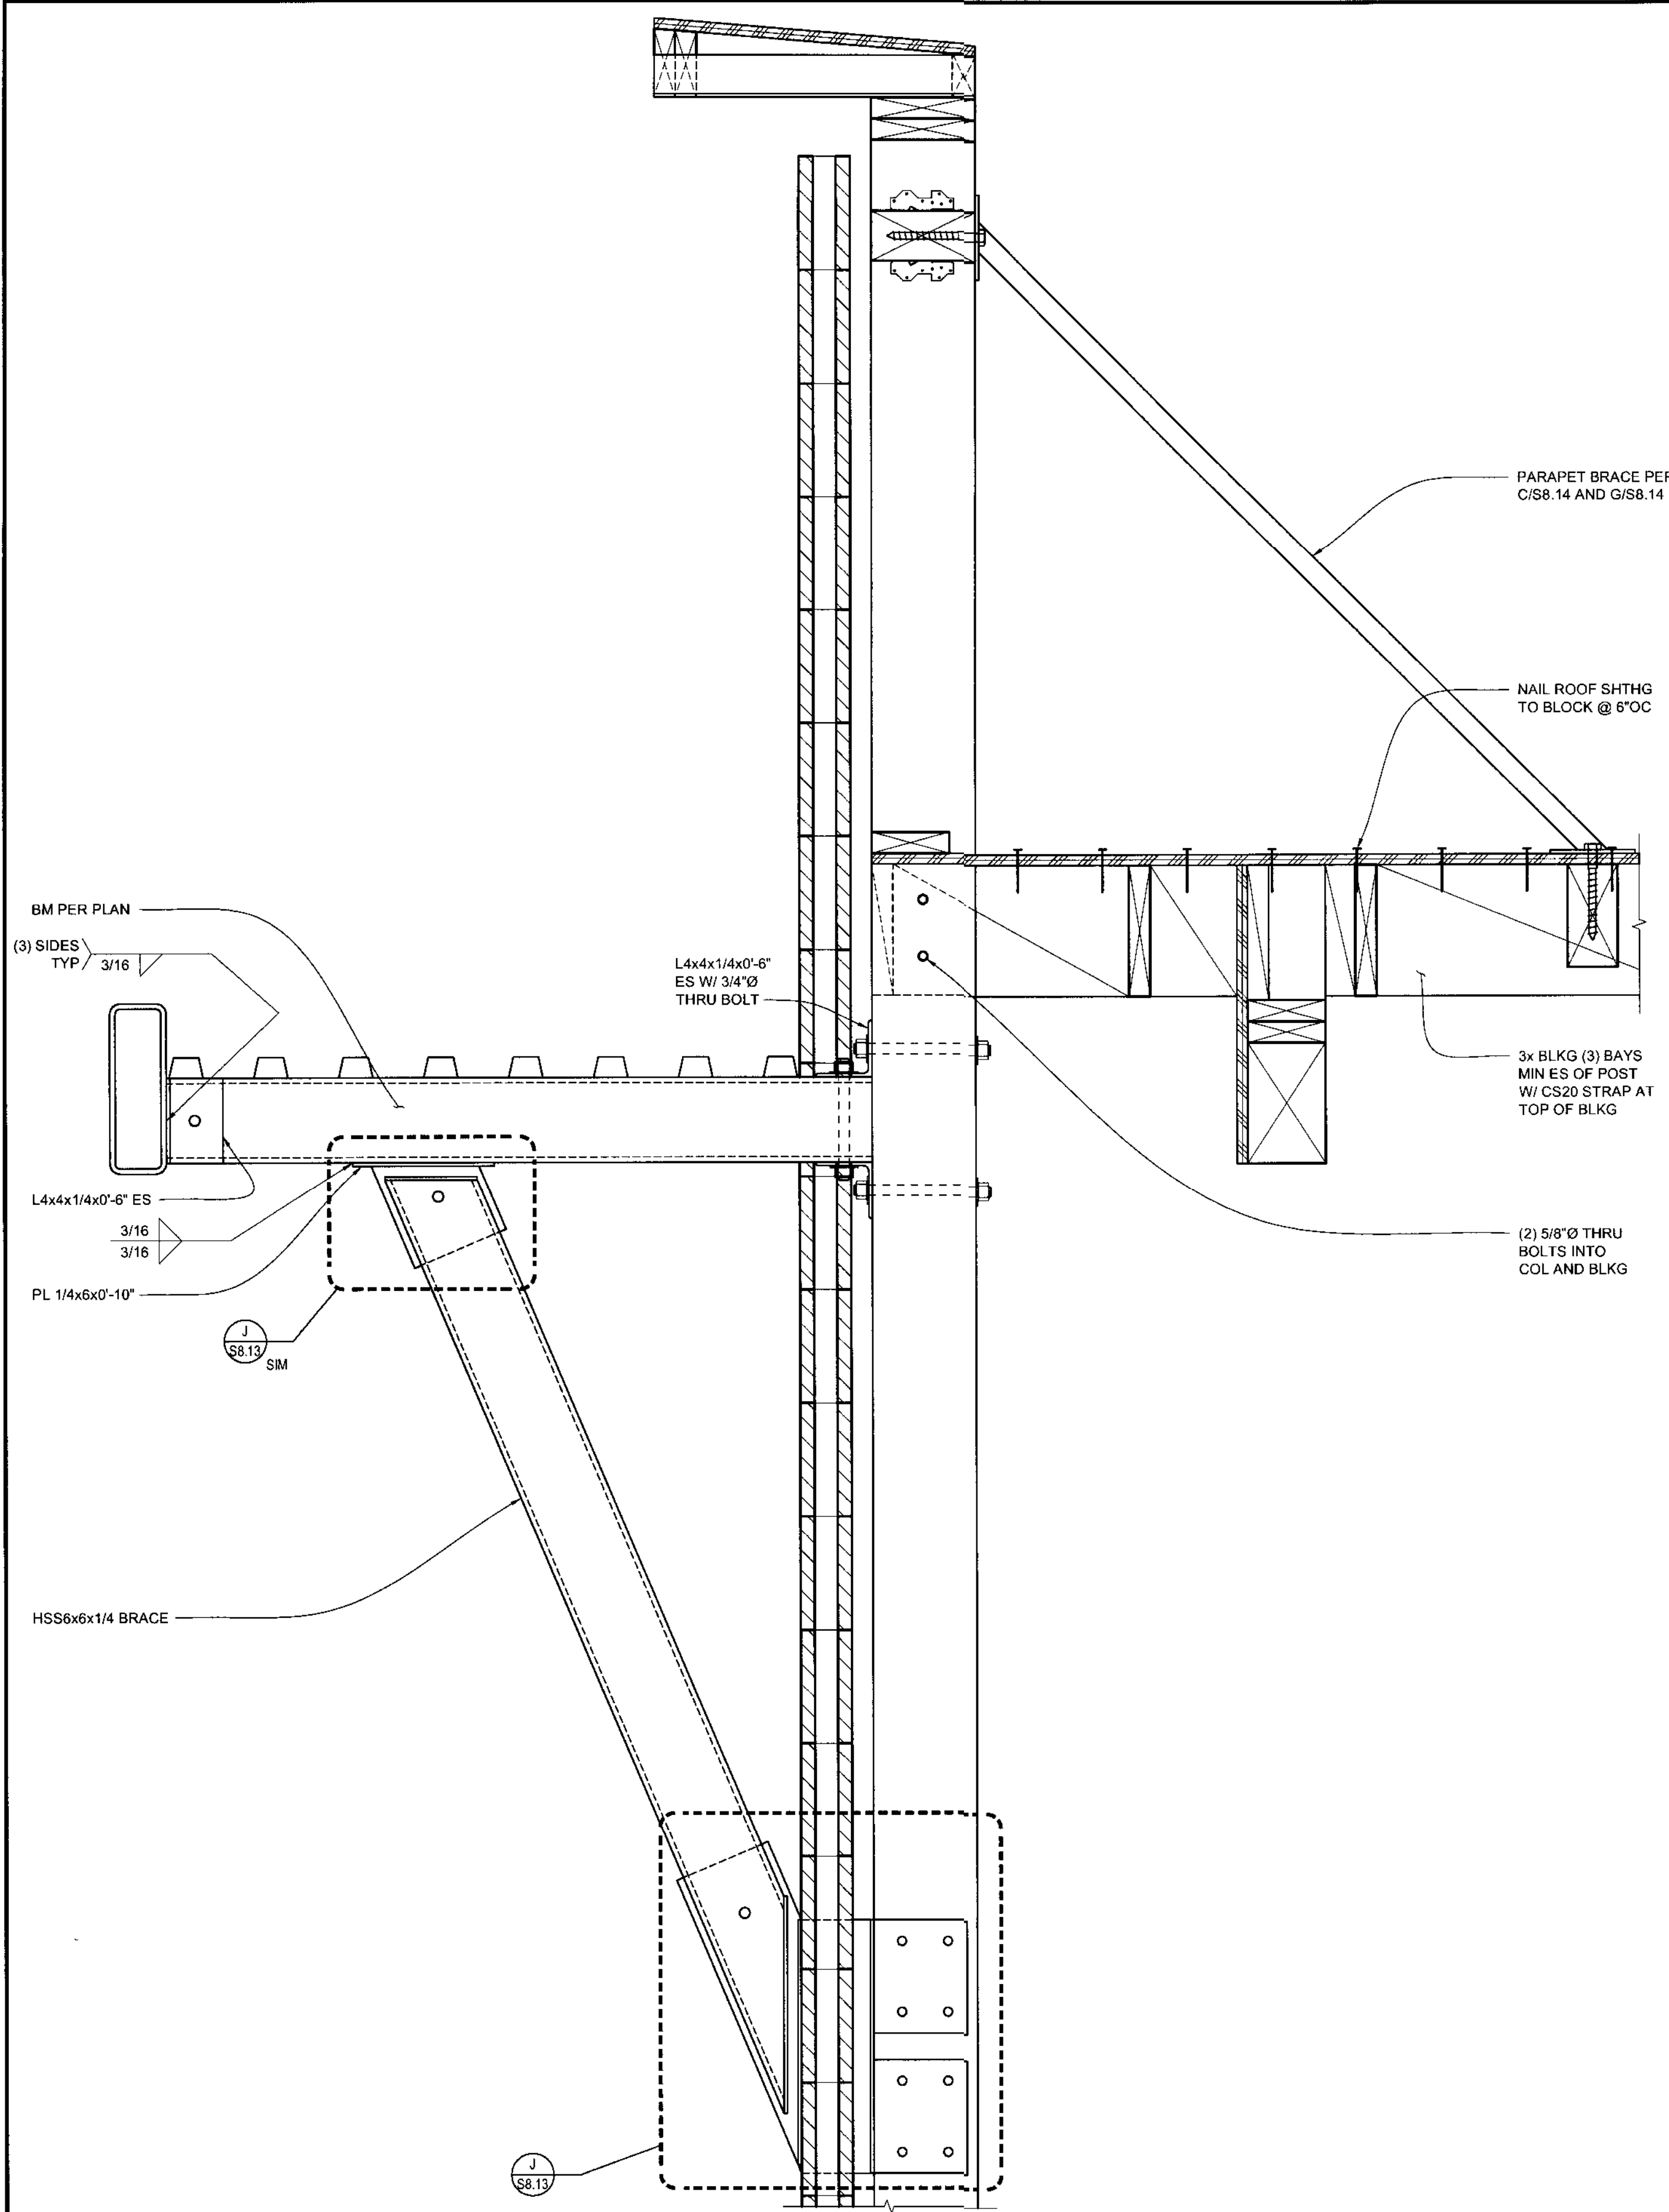 PARAPET BRACE PER
C/S8.14 AND G/S8.14
NAIL ROOF SHTHG
TO BLOCK @ 6"OC
BM PER PLAN
(3) SIDES
TYP
3/16
L4x4x1/4x0'-6"
ES W/ 3/4"Ø
THRU BOLT
3x BLKG (3) BAYS
MIN ES OF POST
W/ CS20 STRAP AT
TOP OF BLKG
L4x4x1/4x0'-6" ES
3/16
3/16
(2) 5/8"Ø THRU
BOLTS INTO
COL AND BLKG
PL 1/4x6x0'-10"
J
S8.13
SIM
HSS6x6x1/4 BRACE
J
S8.13